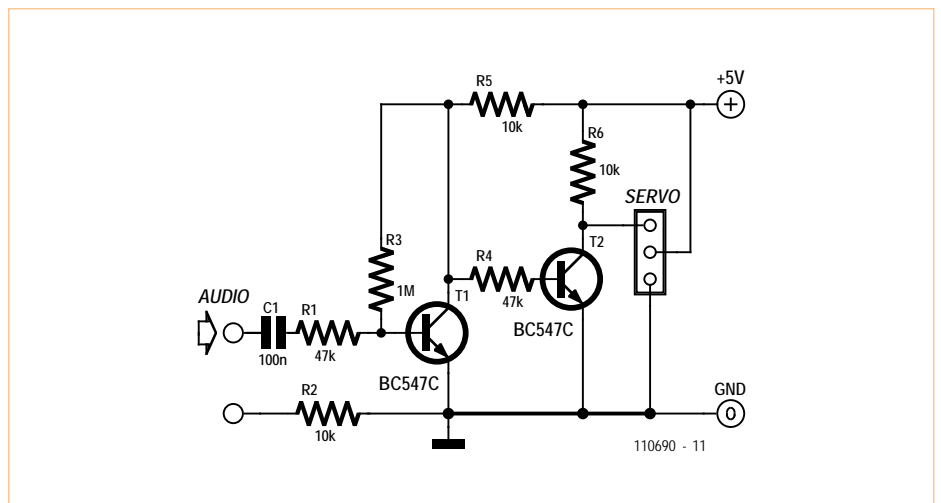 +5V
R5
10k
R6
10k
SERVO
R3
1M
T2
R4
47k
T1
BC547C
AUDIO
C1
100n
R1
47k
BC547C
R2
10k
GND
0
110690 - 11